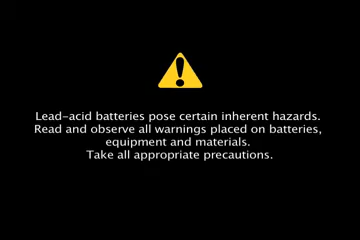 Lead-acid batteries pose certain inherent hazards.
Read and observe all warnings placed on batteries,
equipment and materials.
Take all appropriate precautions.